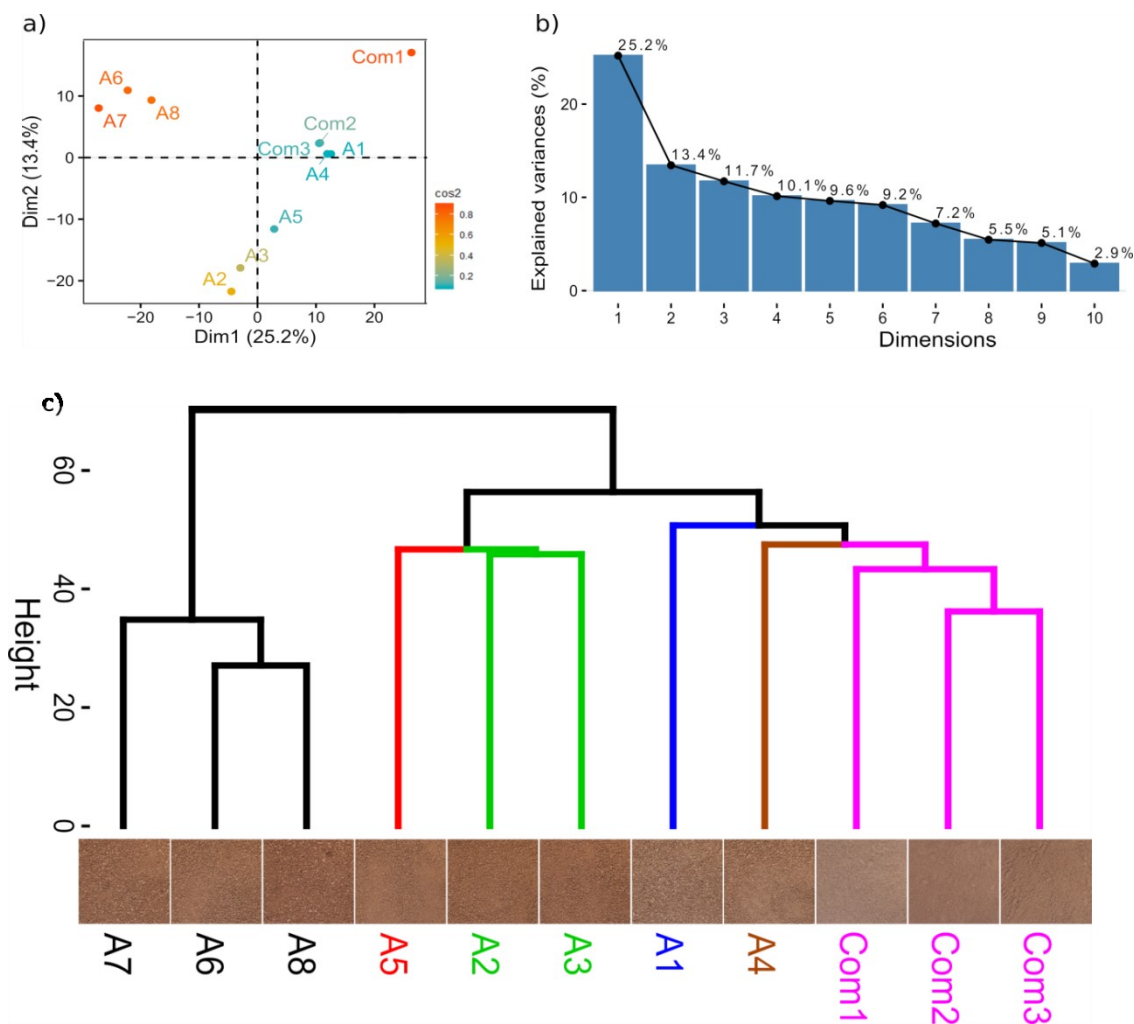 a)
Com1
A6
A7
A8
Com2
Com3
A1
A4
A5
A3
A2
10
0
−10
−20
−20
−10
0
10
20
Dim2 (13.4%)
Dim1 (25.2%)
cos2
0.8
0.6
0.4
0.2
b)
25.2%
13.4%
11.7%
10.1%
9.6%
9.2%
7.2%
5.5%
5.1%
2.9%
20
10
0
Explained variances (%)
1 2 3 4 5 6 7 8 9 10
Dimensions
c)
60
40
20
0
Height
A7
A6
A8
A5
A2
A3
A1
A4
Com1
Com2
Com3